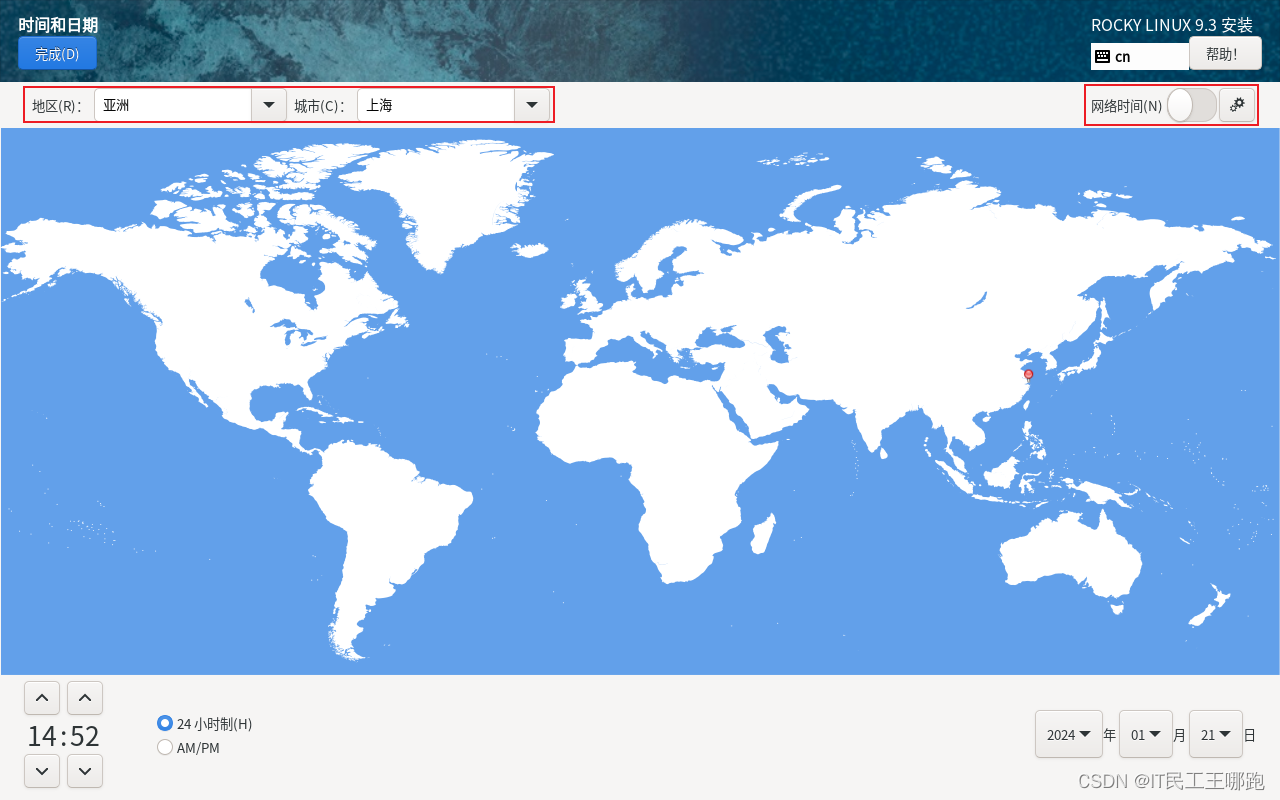 时间和日期
ROCKY LINUX 9.3 安装
完成(D)
cn
帮助!
地区(R):
亚洲
城市(C):
上海
网络时间(N)
14:52
24 小时制(H)
AM/PM
2024 年 01 月 21 日
CSDN @IT民工王哪跑